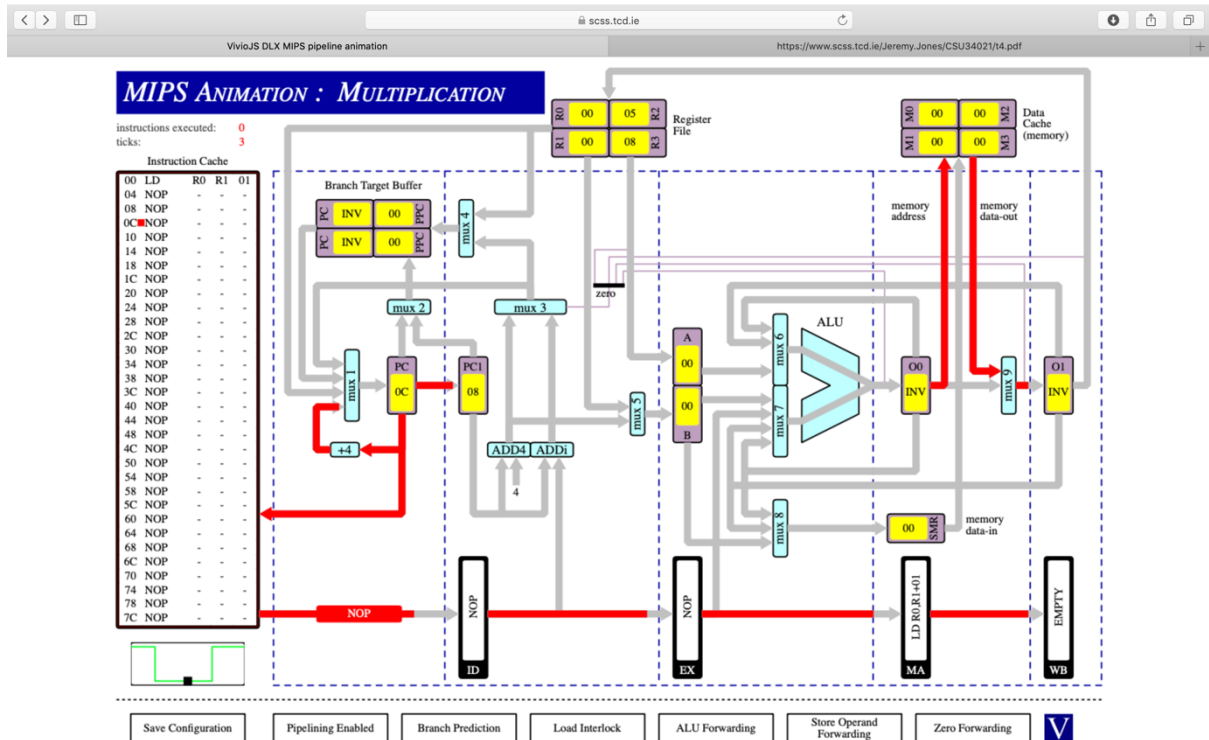 scss.tcd.ie
VivioJS DLX MIPS pipeline animation
https://www.scss.tcd.ie/Jeremy.Jones/CSU34021/t4.pdf
MIPS ANIMATION : MULTIPLICATION
instructions executed: 0
ticks: 3
Instruction Cache
00 LD R0 R1 01
04 NOP - - -
08 NOP - - -
0C NOP - - -
10 NOP - - -
14 NOP - - -
18 NOP - - -
1C NOP - - -
20 NOP - - -
24 NOP - - -
28 NOP - - -
2C NOP - - -
30 NOP - - -
34 NOP - - -
38 NOP - - -
3C NOP - - -
40 NOP - - -
44 NOP - - -
48 NOP - - -
4C NOP - - -
50 NOP - - -
54 NOP - - -
58 NOP - - -
5C NOP - - -
60 NOP - - -
64 NOP - - -
68 NOP - - -
6C NOP - - -
70 NOP - - -
74 NOP - - -
78 NOP - - -
7C NOP - - -
R0 00 05 R2
R1 00 08 R3
Register
File
M0 00 00 M2
M1 00 00 M3
Data
Cache
(memory)
Branch Target Buffer
PC INV 00 PPC
PC INV 00 PPC
mux 4
memory
address
memory
data-out
zero
mux 2
mux 3
mux 1
PC
0C
PC1
08
+4
ADD4
ADDi
4
mux 5
A
00
00
B
mux 6
mux 7
ALU
O0
INV
mux 9
O1
INV
mux 8
00 SMR
memory
data-in
NOP
NOP
ID
NOP
EX
LD R0,R1+01
MA
EMPTY
WB
Save Configuration
Pipelining Enabled
Branch Prediction
Load Interlock
ALU Forwarding
Store Operand
Forwarding
Zero Forwarding
V